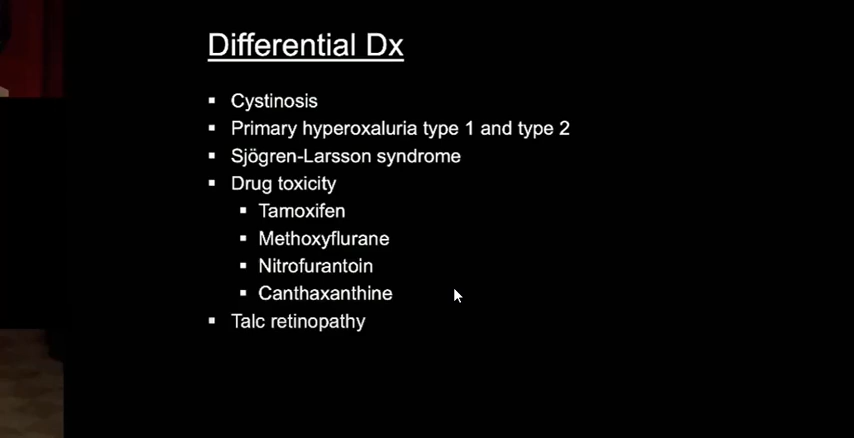 Differential Dx
▪ Cystinosis
▪ Primary hyperoxaluria type 1 and type 2
▪ Sjögren-Larsson syndrome
▪ Drug toxicity
▪ Tamoxifen
▪ Methoxyflurane
▪ Nitrofurantoin
▪ Canthaxanthine
▪ Talc retinopathy